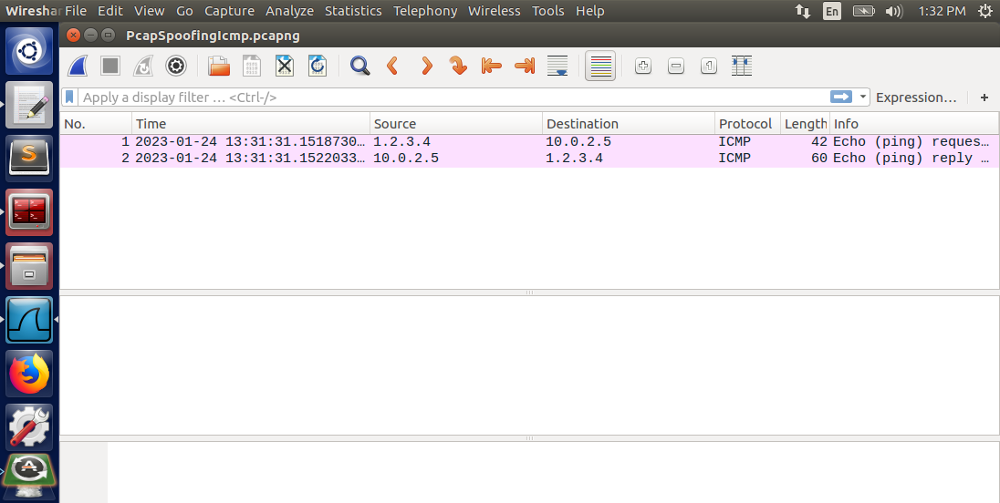 Wireshar File Edit View Go Capture Analyze Statistics Telephony Wireless Tools Help En 1:32 PM
PcapSpoofingIcmp.pcapng
Apply a display filter … <Ctrl-/> Expression… +
No. Time Source Destination Protocol Length Info
1 2023-01-24 13:31:31.1518730… 1.2.3.4 10.0.2.5 ICMP 42 Echo (ping) reques…
2 2023-01-24 13:31:31.1522033… 10.0.2.5 1.2.3.4 ICMP 60 Echo (ping) reply …